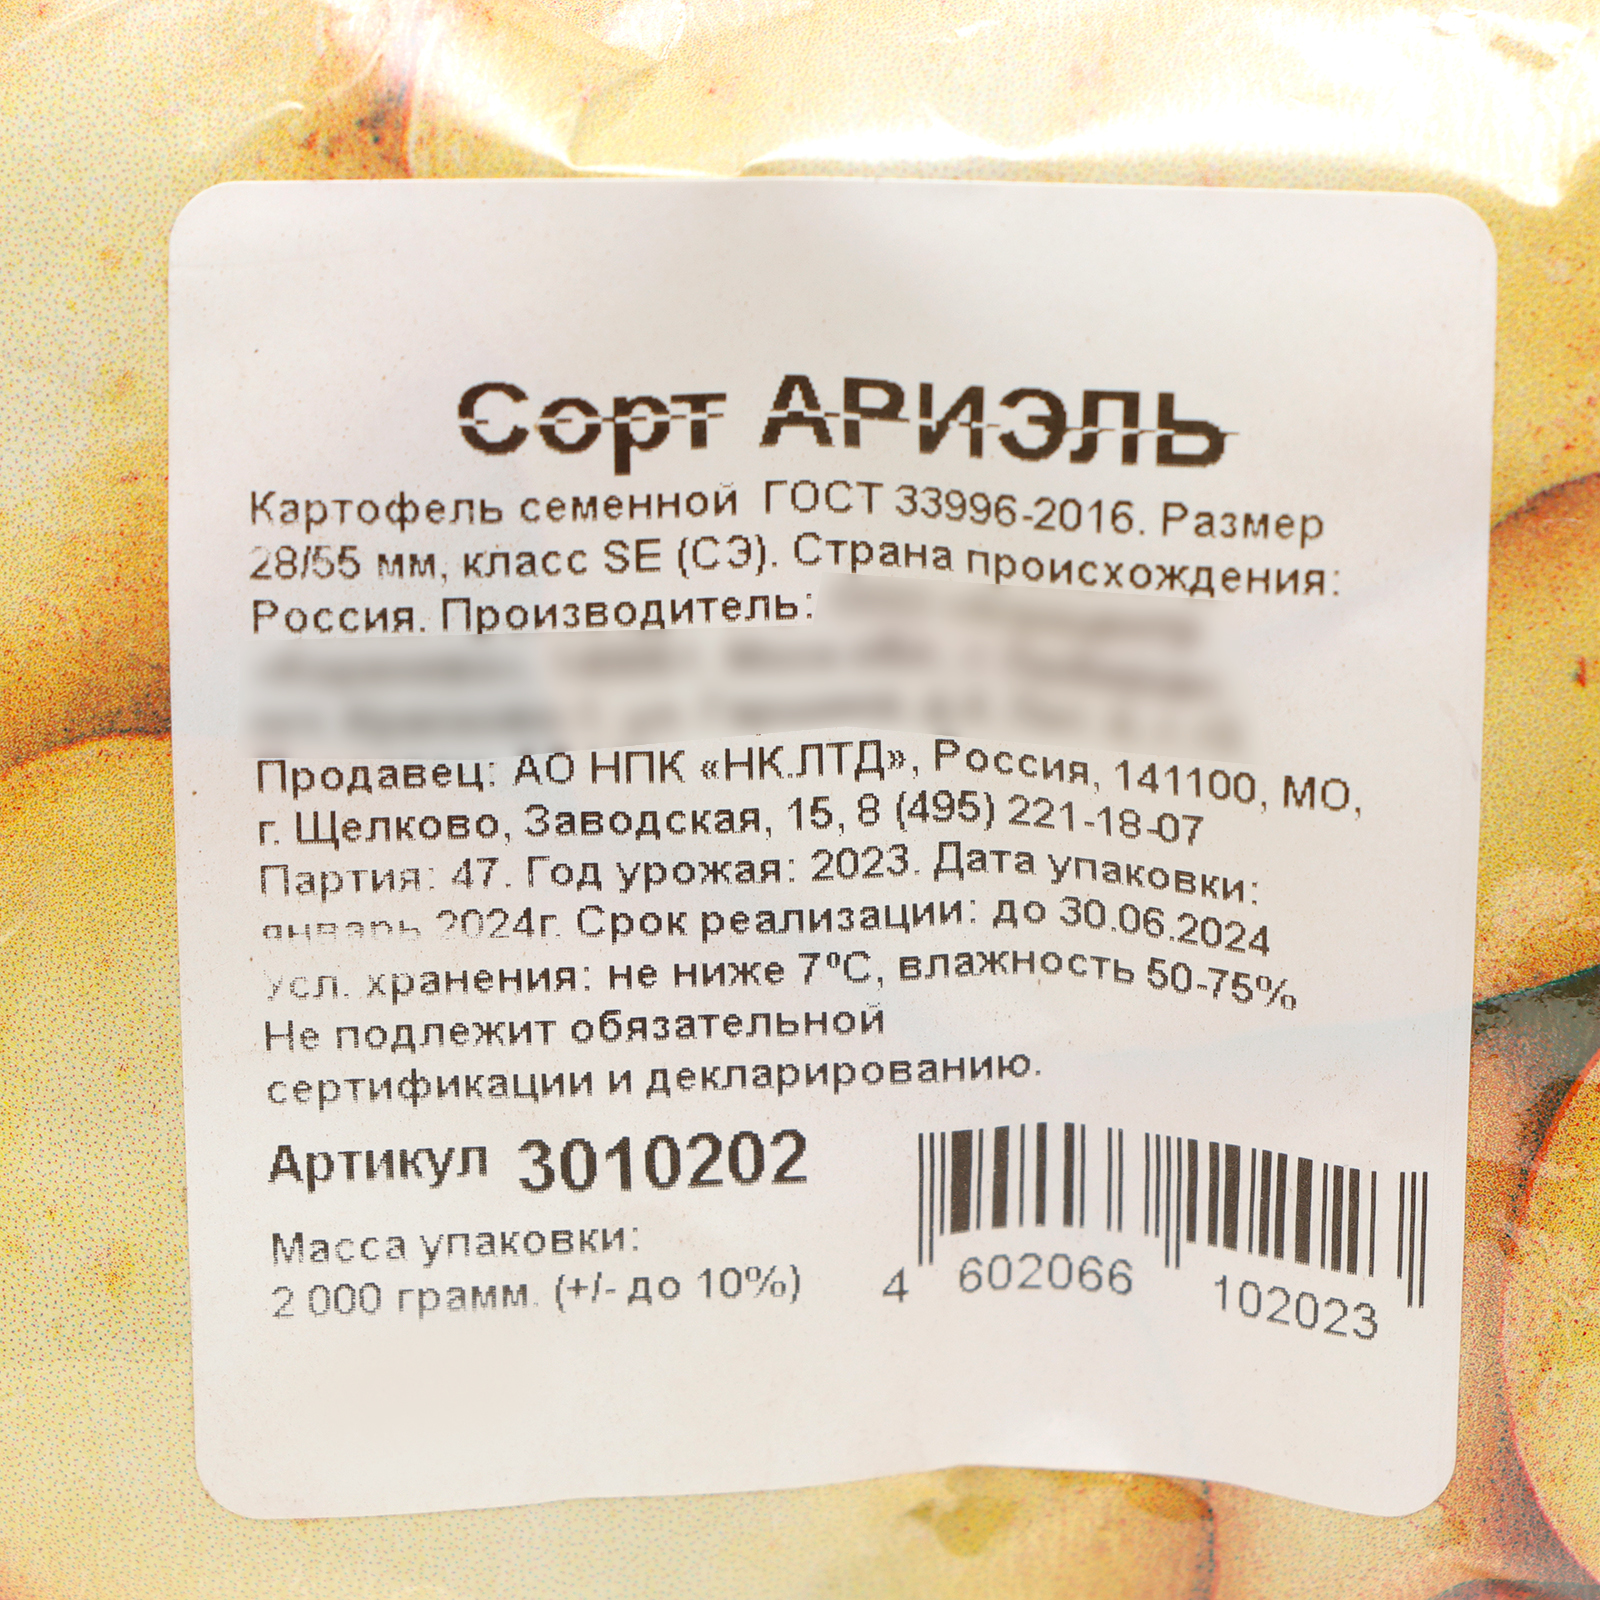 Сорт АРИЭЛЬ
Картофель семенной ГОСТ 33996-2016. Размер
28/55 мм, класс SE (СЭ). Страна происхождения:
Россия. Производитель:
Продавец: АО НПК «НК.ЛТД», Россия, 141100, МО,
г. Щелково, Заводская, 15, 8 (495) 221-18-07
Партия: 47. Год урожая: 2023. Дата упаковки:
январь 2024г. Срок реализации: до 30.06.2024
Усл. хранения: не ниже 7ºС, влажность 50-75%
Не подлежит обязательной
сертификации и декларированию.
Артикул 3010202
Масса упаковки:
2 000 грамм. (+/- до 10%)
4 602066 102023